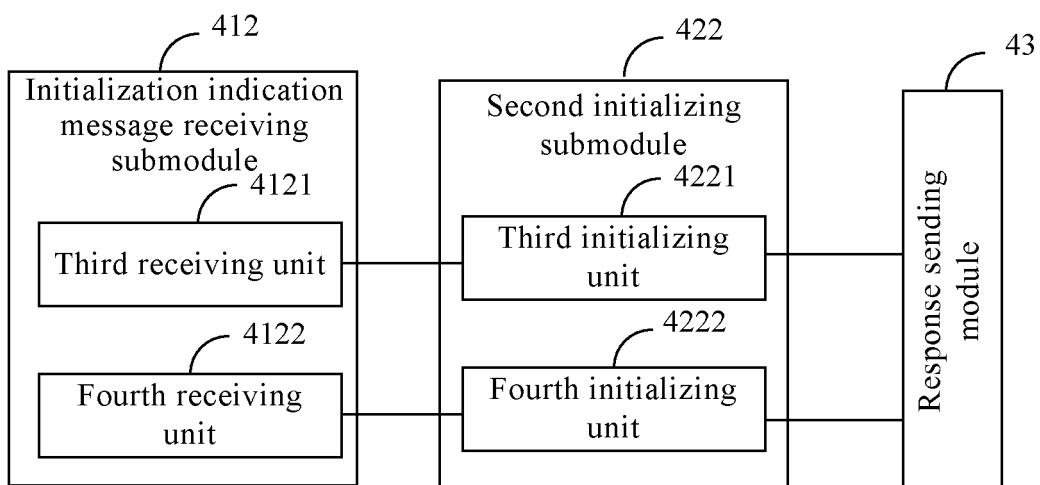 412
Initialization indication
message receiving
submodule
4121
Third receiving unit
4122
Fourth receiving
unit
422
Second initializing
submodule
4221
Third initializing
unit
4222
Fourth initializing
unit
43
Response sending
module